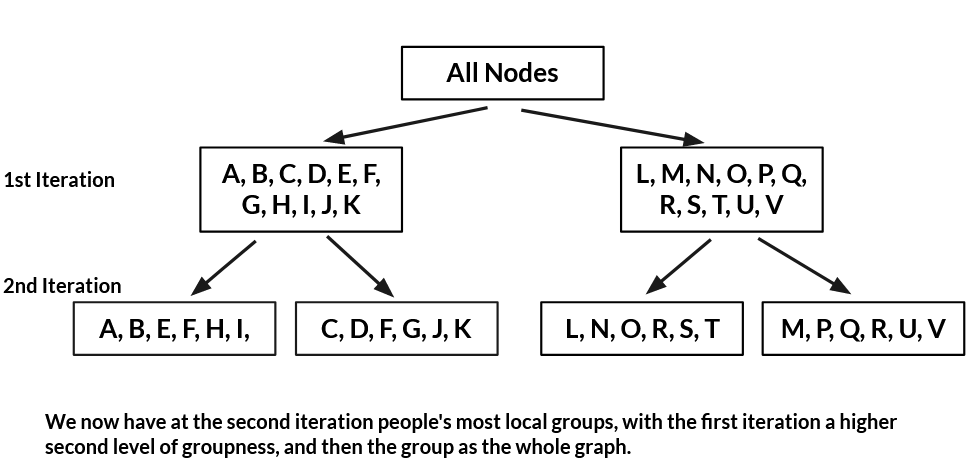 All Nodes
1st Iteration
A, B, C, D, E, F,
G, H, I, J, K
L, M, N, O, P, Q,
R, S, T, U, V
2nd Iteration
A, B, E, F, H, I,
C, D, F, G, J, K
L, N, O, R, S, T
M, P, Q, R, U, V
We now have at the second iteration people's most local groups, with the first iteration a higher
second level of groupness, and then the group as the whole graph.